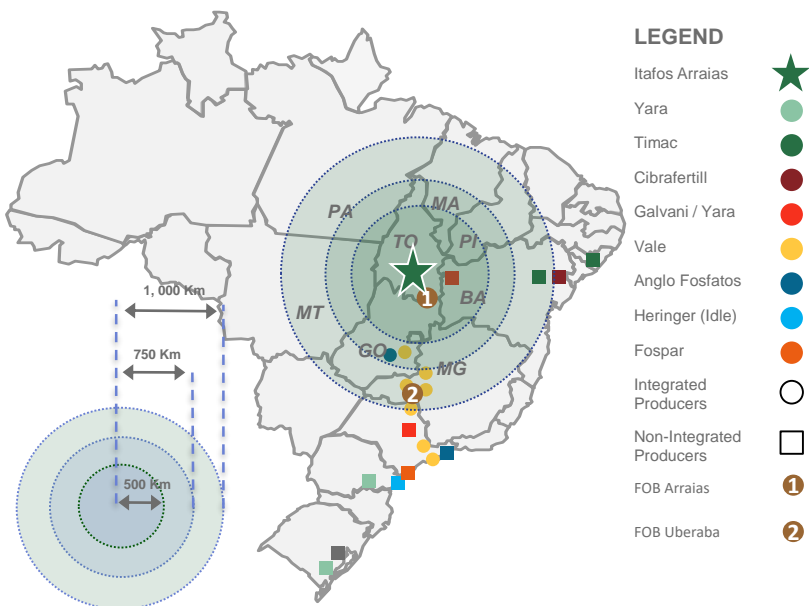 LEGEND
Itafos Arraias
Yara
Timac
Cibrafertill
Galvani / Yara
Vale
Anglo Fosfatos
Heringer (Idle)
Fospar
Integrated
Producers
Non-Integrated
Producers
1 FOB Arraias
2 FOB Uberaba
PA
MA
TO
PI
1
BA
MT
GO
MG
2
1, 000 Km
750 Km
500 Km